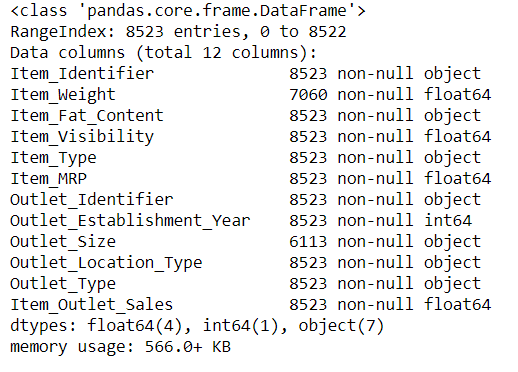 <class 'pandas.core.frame.DataFrame'>
RangeIndex: 8523 entries, 0 to 8522
Data columns (total 12 columns):
Item_Identifier              8523 non-null object
Item_Weight                  7060 non-null float64
Item_Fat_Content             8523 non-null object
Item_Visibility              8523 non-null float64
Item_Type                    8523 non-null object
Item_MRP                     8523 non-null float64
Outlet_Identifier            8523 non-null object
Outlet_Establishment_Year    8523 non-null int64
Outlet_Size                  6113 non-null object
Outlet_Location_Type         8523 non-null object
Outlet_Type                  8523 non-null object
Item_Outlet_Sales            8523 non-null float64
dtypes: float64(4), int64(1), object(7)
memory usage: 566.0+ KB